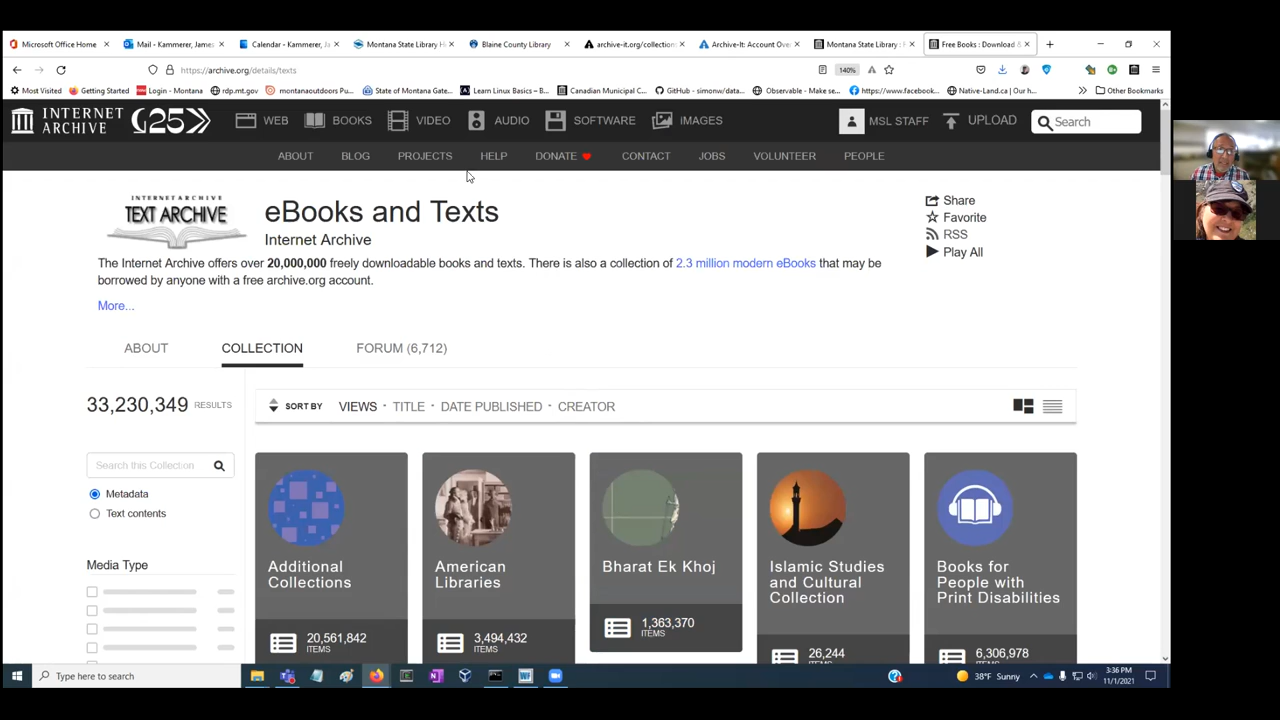 Microsoft Office Home
Mail - Kammerer, James
Calendar - Kammerer, Ja
Montana State Library H
Blaine County Library
archive-it.org/collection
Archive-It: Account Ove
Montana State Library : 
Free Books : Download &
https://archive.org/details/texts
140%
Most Visited
Getting Started
Login - Montana
rdp.mt.gov
montanaoutdoors Pu...
State of Montana Gate...
Learn Linux Basics – B...
Canadian Municipal C...
GitHub - simonw/data...
Observable - Make se...
https://www.facebook...
Native-Land.ca | Our h...
Other Bookmarks
INTERNET ARCHIVE
25
WEB
BOOKS
VIDEO
AUDIO
SOFTWARE
IMAGES
MSL STAFF
UPLOAD
Search
ABOUT
BLOG
PROJECTS
HELP
DONATE
CONTACT
JOBS
VOLUNTEER
PEOPLE
INTERNET ARCHIVE
TEXT ARCHIVE
eBooks and Texts
Internet Archive
The Internet Archive offers over 20,000,000 freely downloadable books and texts. There is also a collection of 2.3 million modern eBooks that may be
borrowed by anyone with a free archive.org account.
More...
Share
Favorite
RSS
Play All
ABOUT
COLLECTION
FORUM (6,712)
33,230,349 RESULTS
SORT BY
VIEWS · TITLE · DATE PUBLISHED · CREATOR
Search this Collection
Metadata
Text contents
Media Type
Additional
Collections
20,561,842
ITEMS
American
Libraries
3,494,432
ITEMS
Bharat Ek Khoj
1,363,370
ITEMS
Islamic Studies
and Cultural
Collection
26,244
ITEMS
Books for
People with
Print Disabilities
6,306,978
ITEMS
Type here to search
38°F Sunny
3:36 PM
11/1/2021